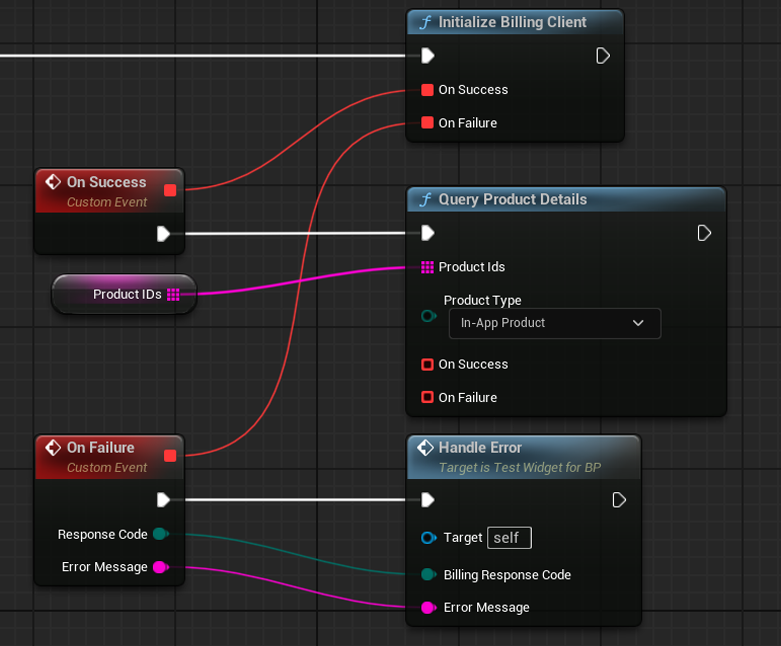 Initialize Billing Client
On Success
On Failure
On Success
Custom Event
Query Product Details
Product Ids
Product IDs
Product Type
In-App Product
On Success
On Failure
On Failure
Custom Event
Handle Error
Target is Test Widget for BP
Response Code
Target self
Error Message
Billing Response Code
Error Message